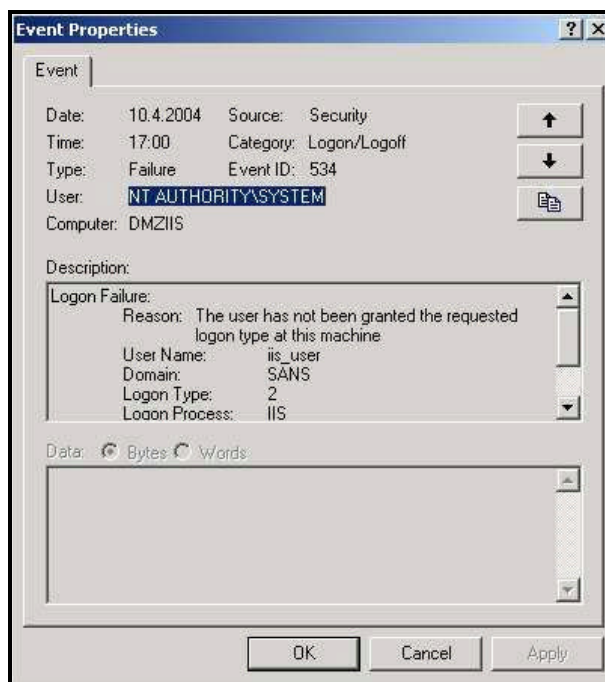 Event Properties
Event
Date: 10.4.2004 Source: Security
Time: 17:00 Category: Logon/Logoff
Type: Failure Event ID: 534
User: NT AUTHORITY\SYSTEM
Computer: DMZIIS
Description:
Logon Failure:
Reason: The user has not been granted the requested
logon type at this machine
User Name: iis_user
Domain: SANS
Logon Type: 2
Logon Process: IIS
Data: Bytes Words
OK Cancel Apply